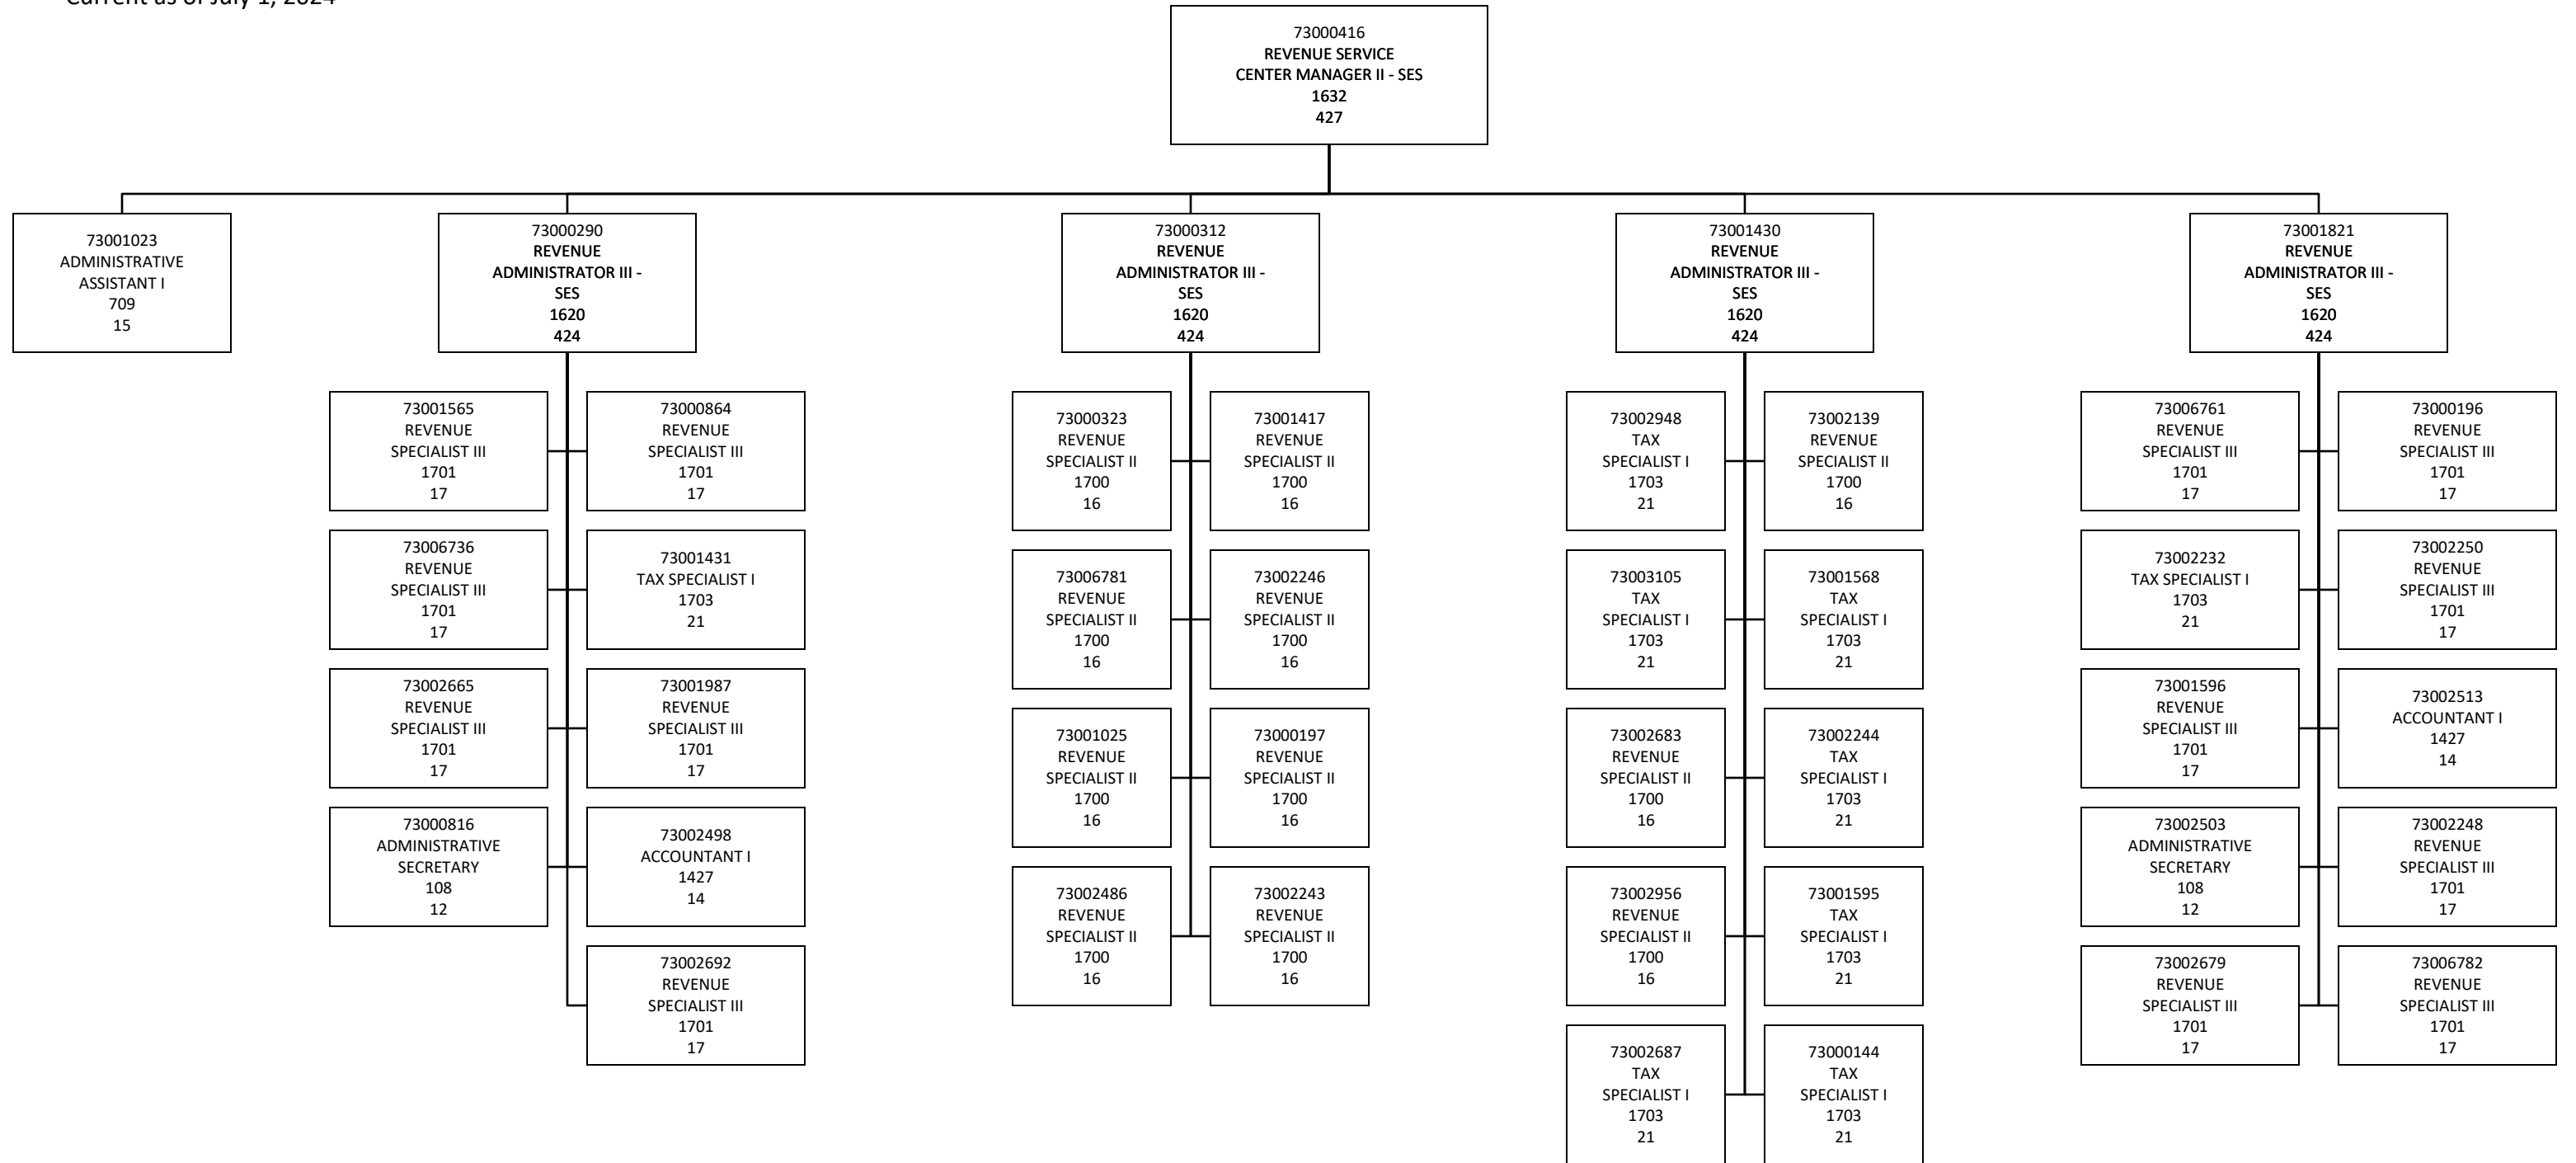 Current as of July 1, 2024
73000416
REVENUE SERVICE
CENTER MANAGER II - SES
1632
427
73001023
ADMINISTRATIVE
ASSISTANT I
709
15
73000290
REVENUE
ADMINISTRATOR III -
SES
1620
424
73000312
REVENUE
ADMINISTRATOR III -
SES
1620
424
73001430
REVENUE
ADMINISTRATOR III -
SES
1620
424
73001821
REVENUE
ADMINISTRATOR III -
SES
1620
424
73001565
REVENUE
SPECIALIST III
1701
17
73000864
REVENUE
SPECIALIST III
1701
17
73006736
REVENUE
SPECIALIST III
1701
17
73001431
TAX SPECIALIST I
1703
21
73002665
REVENUE
SPECIALIST III
1701
17
73001987
REVENUE
SPECIALIST III
1701
17
73000816
ADMINISTRATIVE
SECRETARY
108
12
73002498
ACCOUNTANT I
1427
14
73002692
REVENUE
SPECIALIST III
1701
17
73000323
REVENUE
SPECIALIST II
1700
16
73001417
REVENUE
SPECIALIST II
1700
16
73006781
REVENUE
SPECIALIST II
1700
16
73002246
REVENUE
SPECIALIST II
1700
16
73001025
REVENUE
SPECIALIST II
1700
16
73000197
REVENUE
SPECIALIST II
1700
16
73002486
REVENUE
SPECIALIST II
1700
16
73002243
REVENUE
SPECIALIST II
1700
16
73002948
TAX
SPECIALIST I
1703
21
73002139
REVENUE
SPECIALIST II
1700
16
73003105
TAX
SPECIALIST I
1703
21
73001568
TAX
SPECIALIST I
1703
21
73002683
REVENUE
SPECIALIST II
1700
16
73002244
TAX
SPECIALIST I
1703
21
73002956
REVENUE
SPECIALIST II
1700
16
73001595
TAX
SPECIALIST I
1703
21
73002687
TAX
SPECIALIST I
1703
21
73000144
TAX
SPECIALIST I
1703
21
73006761
REVENUE
SPECIALIST III
1701
17
73000196
REVENUE
SPECIALIST III
1701
17
73002232
TAX SPECIALIST I
1703
21
73002250
REVENUE
SPECIALIST III
1701
17
73001596
REVENUE
SPECIALIST III
1701
17
73002513
ACCOUNTANT I
1427
14
73002503
ADMINISTRATIVE
SECRETARY
108
12
73002248
REVENUE
SPECIALIST III
1701
17
73002679
REVENUE
SPECIALIST III
1701
17
73006782
REVENUE
SPECIALIST III
1701
17